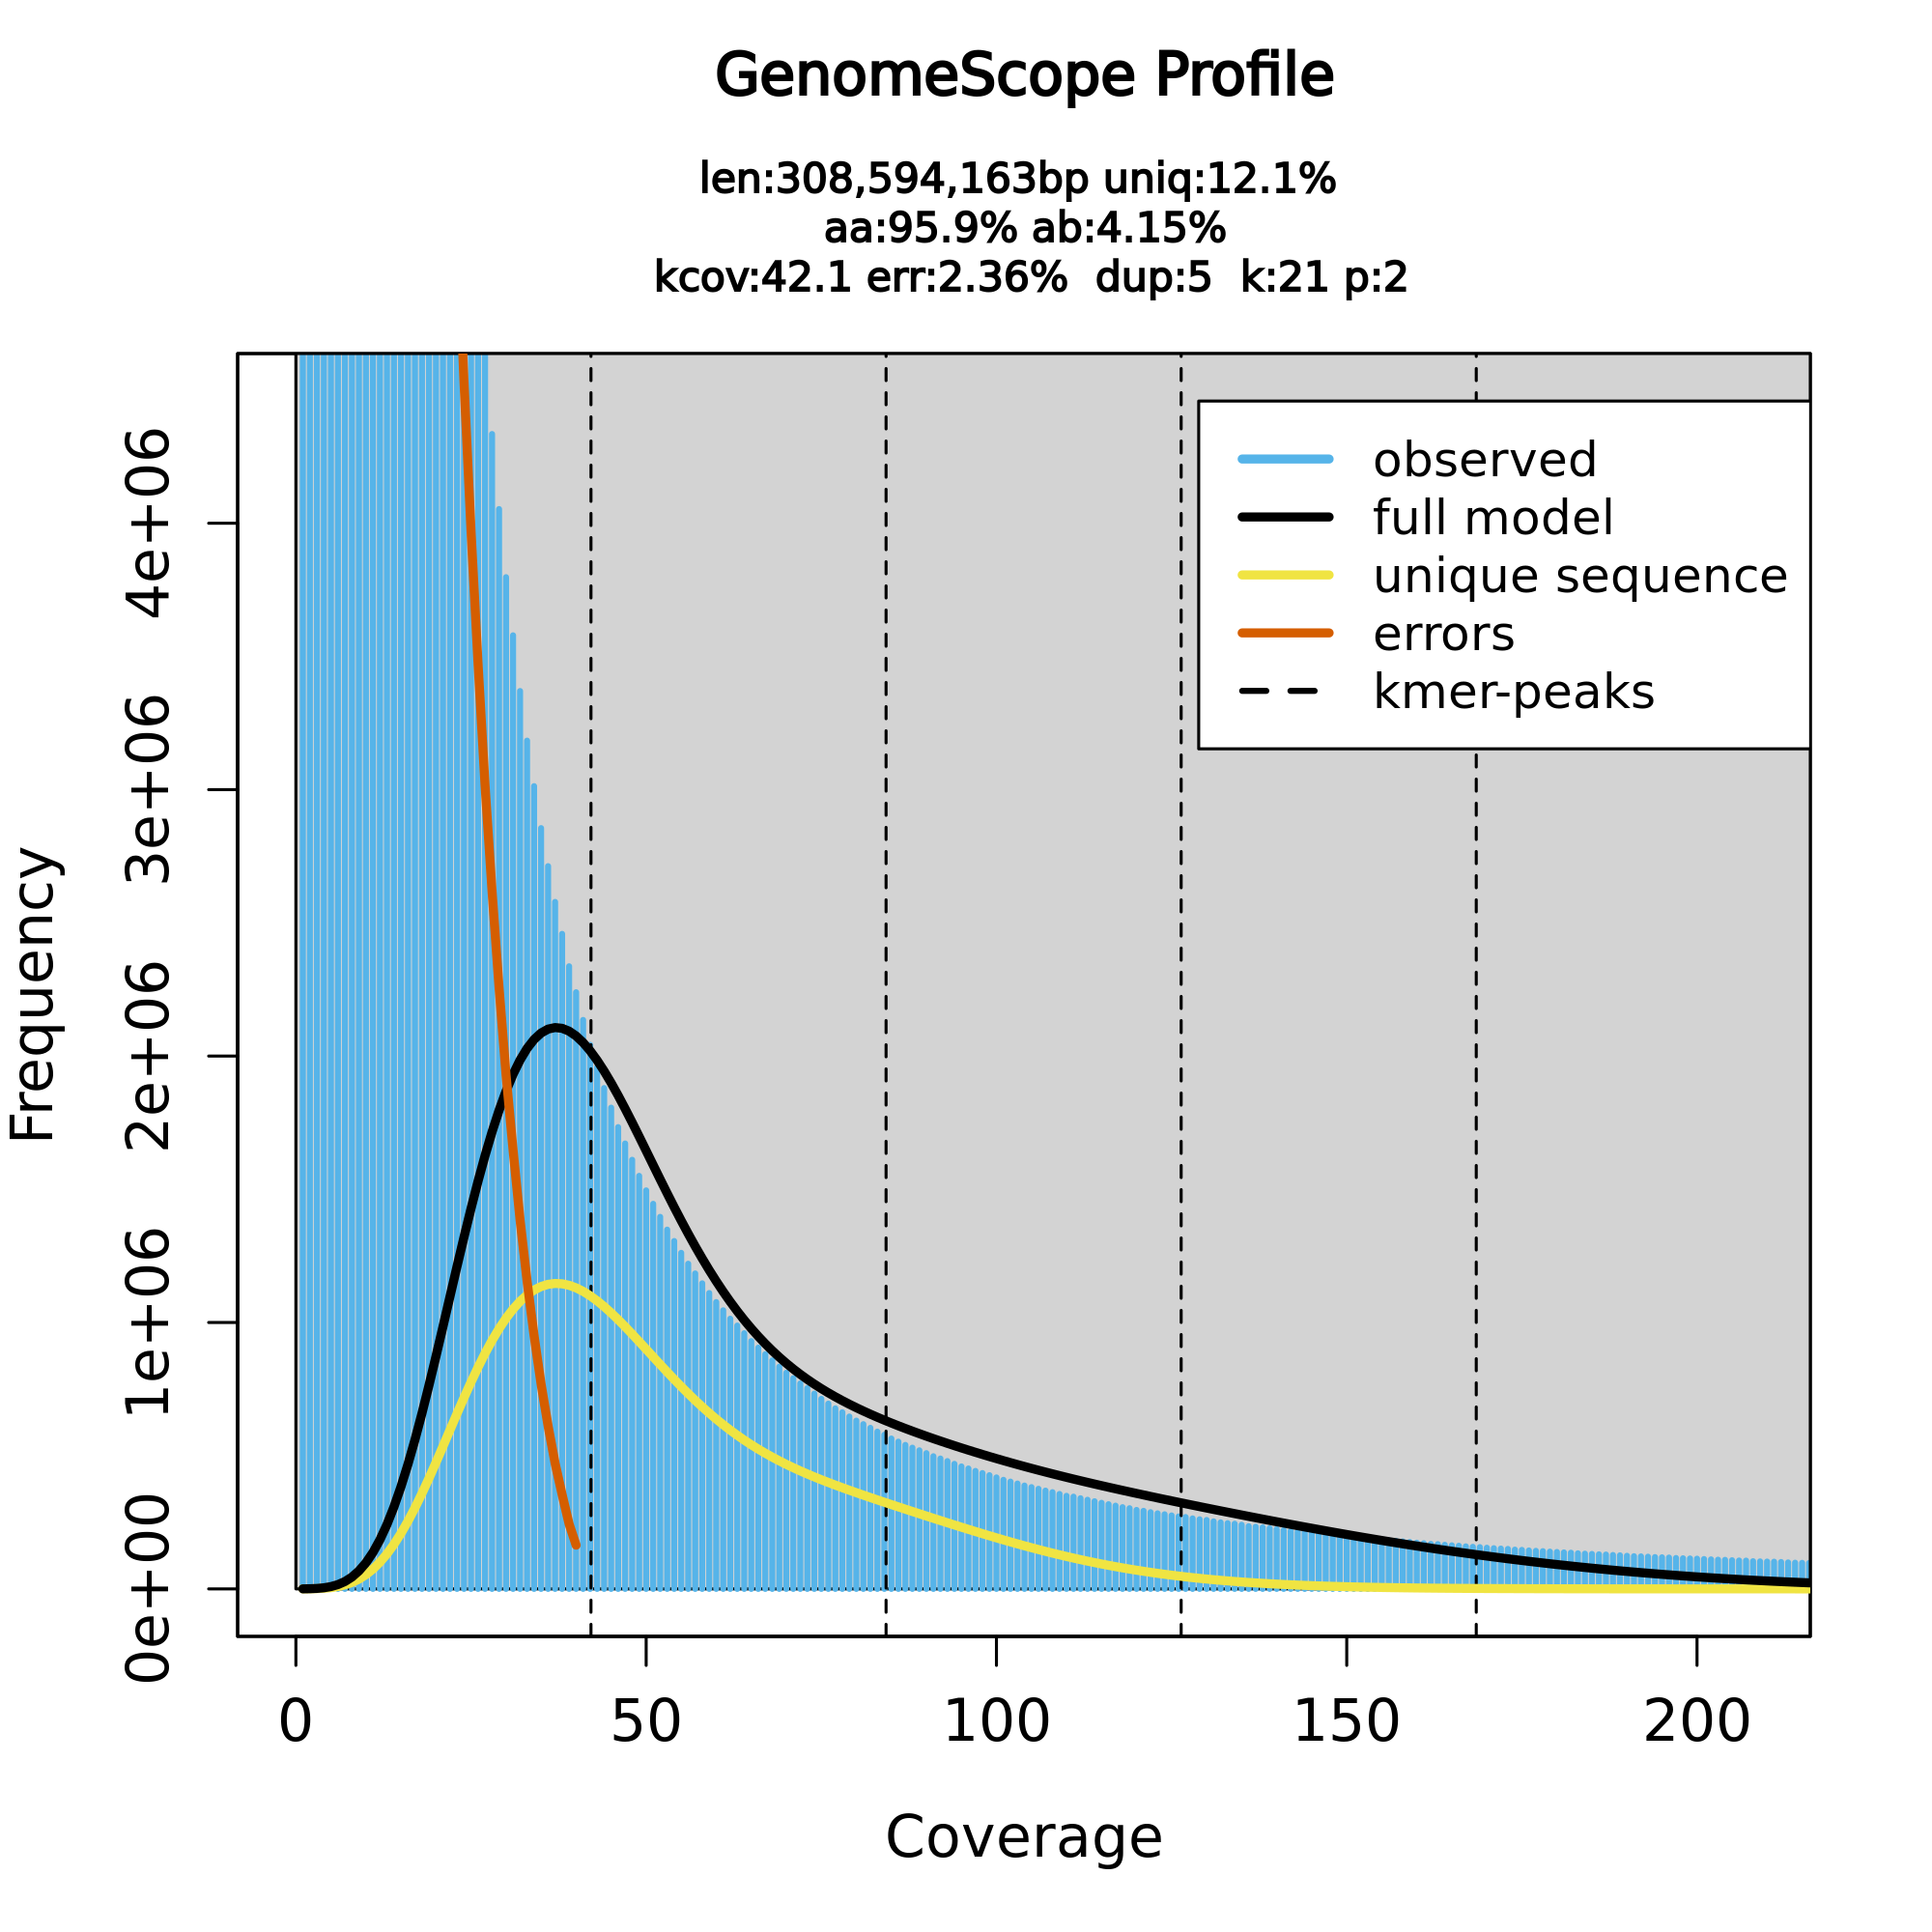 GenomeScope Profile
len:308,594,163bp uniq:12.1%
aa:95.9% ab:4.15%
kcov:42.1 err:2.36%  dup:5  k:21 p:2
observed
full model
unique sequence
errors
kmer-peaks
Frequency
4e+06
3e+06
2e+06
1e+06
0e+00
0 50 100 150 200
Coverage